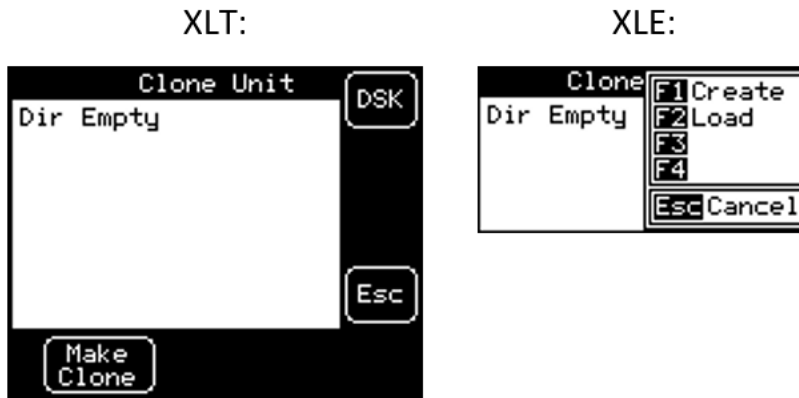 XLT:
Clone Unit
DSK
Dir Empty
Esc
Make
Clone
XLE:
Clone
F1 Create
Dir Empty
F2 Load
F3
F4
Esc Cancel